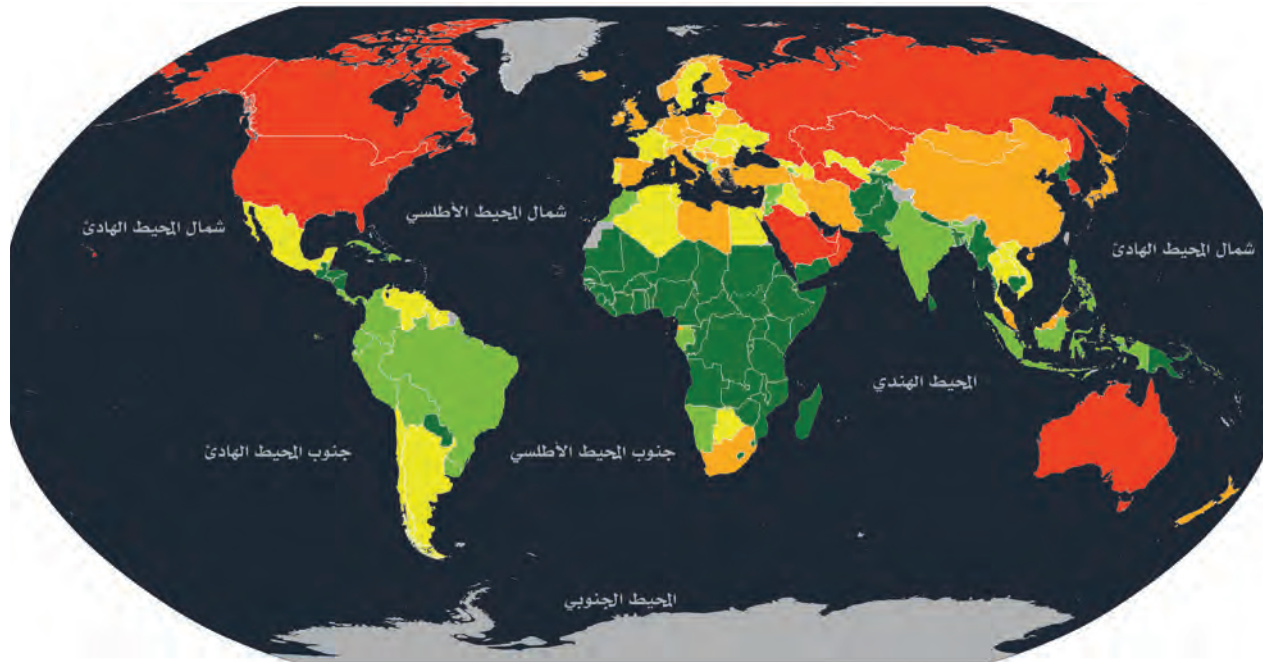 شمال المحيط الأطلسي
شمال المحيط الهادئ
شمال المحيط الهادئ
المحيط الهندي
جنوب المحيط الأطلسي
جنوب المحيط الهادئ
المحيط الجنوبي